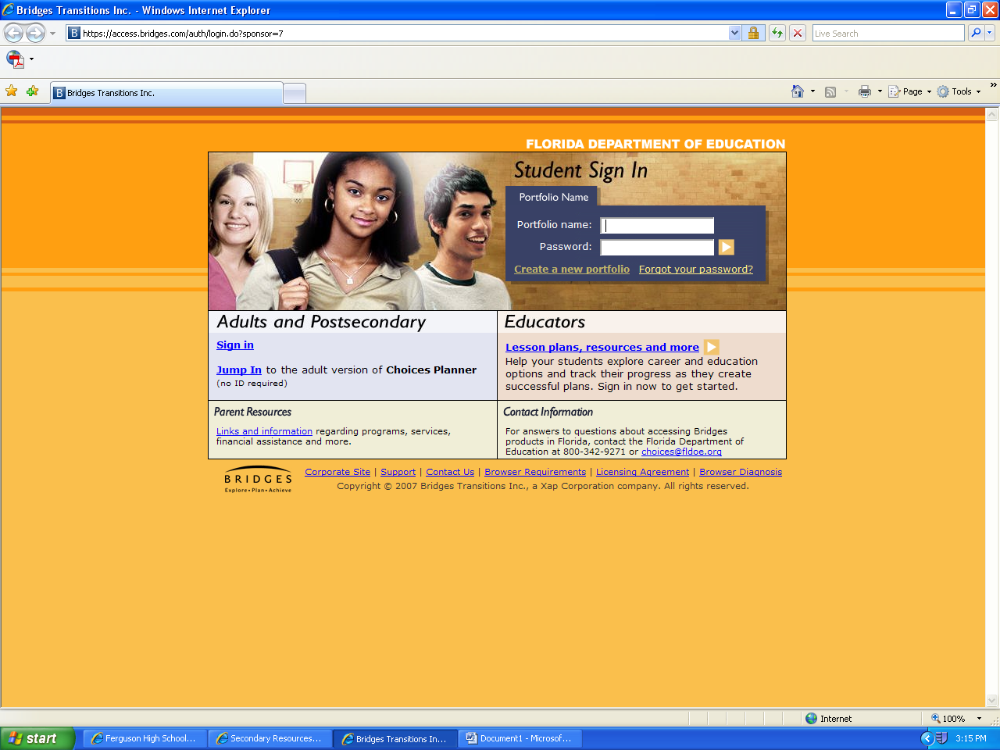 Bridges Transitions Inc. - Windows Internet Explorer
https://access.bridges.com/auth/login.do?sponsor=7
Live Search
Bridges Transitions Inc.
Page
Tools
FLORIDA DEPARTMENT OF EDUCATION
Student Sign In
Portfolio Name
Portfolio name:
Password:
Create a new portfolio Forgot your password?
Adults and Postsecondary
Sign in
Jump In to the adult version of Choices Planner
(no ID required)
Educators
Lesson plans, resources and more
Help your students explore career and education
options and track their progress as they create
successful plans. Sign in now to get started.
Parent Resources
Links and information regarding programs, services,
financial assistance and more.
Contact Information
For answers to questions about accessing Bridges
products in Florida, contact the Florida Department of
Education at 800-342-9271 or choices@fldoe.org
BRIDGES
Explore•Plan•Achieve
Corporate Site | Support | Contact Us | Browser Requirements | Licensing Agreement | Browser Diagnosis
Copyright © 2007 Bridges Transitions Inc., a Xap Corporation company. All rights reserved.
Internet
100%
start
Ferguson High School...
Secondary Resources...
Bridges Transitions In...
Document1 - Microsof...
3:15 PM